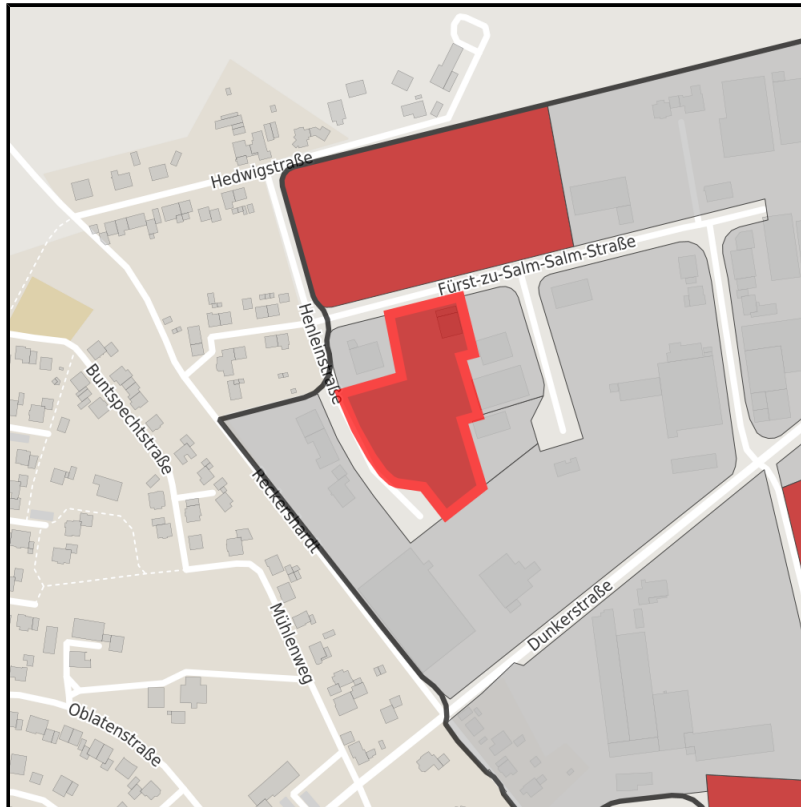 Hedwigstraße
Fürst-zu-Salm-Salm-Straße
Henleinstraße
Buntspechtstraße
Reckershardt
Dunkerstraße
Mühlenweg
Oblatenstraße